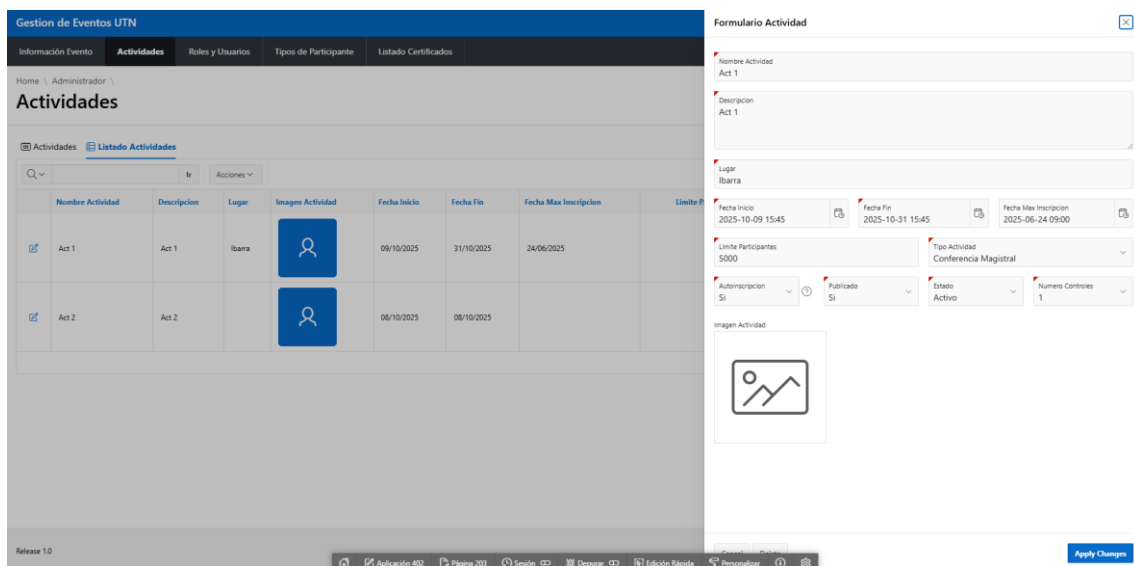 Gestion de Eventos UTN
Información Evento Actividades Roles y Usuarios Tipos de Participante Listado Certificados
Home \ Administrador \
Actividades
Actividades Listado Actividades
Ir Acciones
Nombre Actividad Descripcion Lugar Imagen Actividad Fecha Inicio Fecha Fin Fecha Max Inscripcion Limite P
Act 1 Act 1 Ibarra 09/10/2025 31/10/2025 24/06/2025
Act 2 Act 2 08/10/2025 08/10/2025
Release 1.0
Formulario Actividad
Nombre Actividad
Act 1
Descripcion
Act 1
Lugar
Ibarra
Fecha Inicio Fecha Fin Fecha Max Inscripcion
2025-10-09 15:45 2025-10-31 15:45 2025-06-24 09:00
Limite Participantes Tipo Actividad
5000 Conferencia Magistral
Autoinscripcion Publicado Estado Numero Controles
Si Si Activo 1
Imagen Actividad
Cancel Delete Apply Changes
Aplicación 402 Página 203 Sesión Depurar Edición Rápida Personalizar